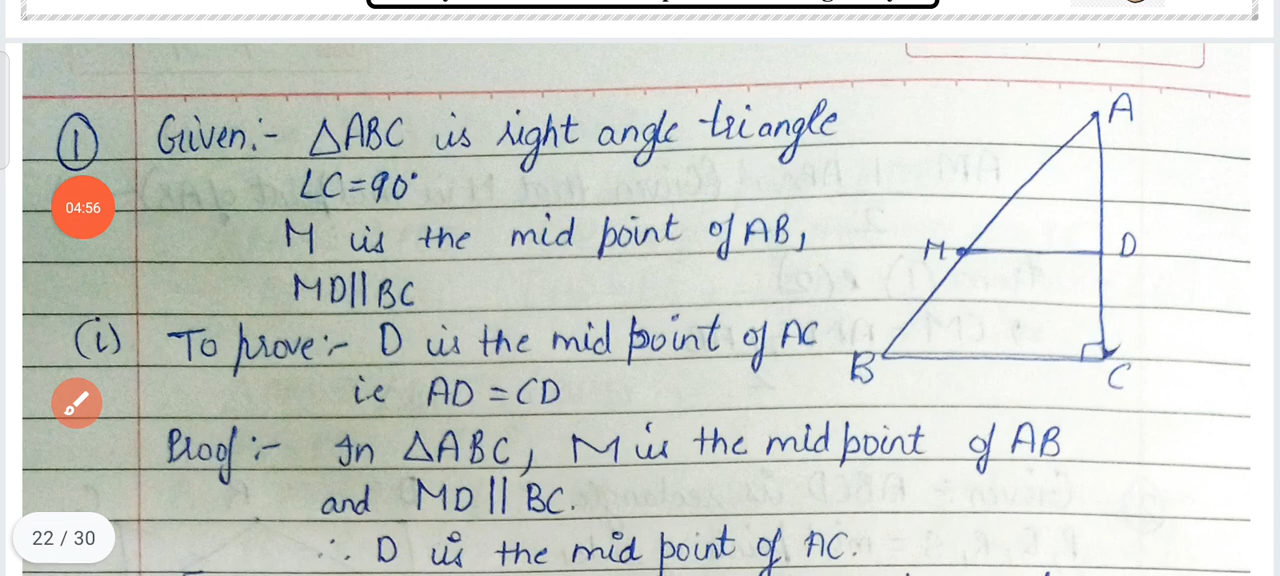 ① Given:- △ABC is right angle triangle
∠C=90°
M is the mid point of AB,
MD||BC
(i) To prove:- D is the mid point of AC
ie AD = CD
Proof:- In △ABC, M is the mid point of AB
and MD || BC.
∴ D is the mid point of AC.
A
M
D
B
C
04:56
22 / 30